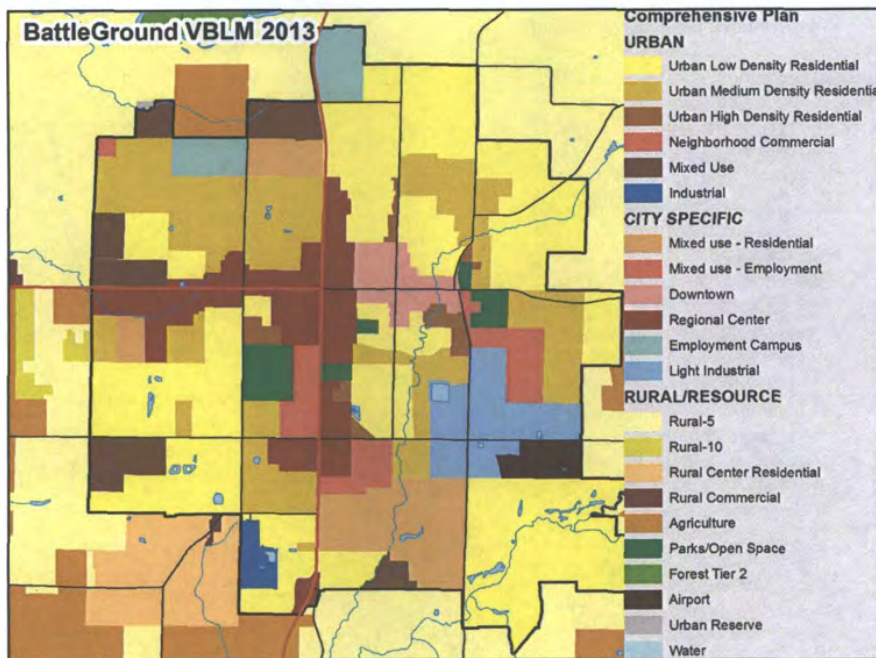 BattleGround VBLM 2013
Comprehensive Plan
URBAN
Urban Low Density Residential
Urban Medium Density Residential
Urban High Density Residential
Neighborhood Commercial
Mixed Use
Industrial
CITY SPECIFIC
Mixed use - Residential
Mixed use - Employment
Downtown
Regional Center
Employment Campus
Light Industrial
RURAL/RESOURCE
Rural-5
Rural-10
Rural Center Residential
Rural Commercial
Agriculture
Parks/Open Space
Forest Tier 2
Airport
Urban Reserve
Water